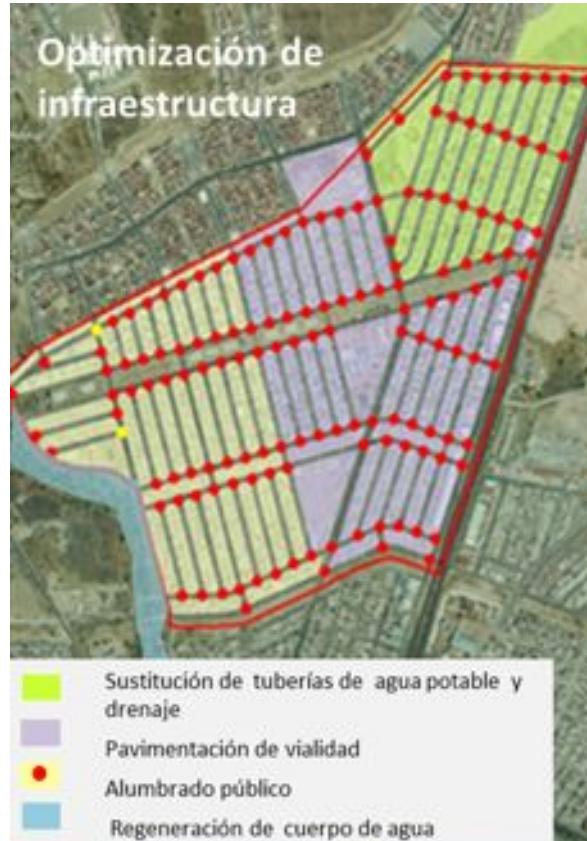 Optimización de
infraestructura
Sustitución de tuberías de agua potable y
drenaje
Pavimentación de vialidad
Alumbrado público
Regeneración de cuerpo de agua